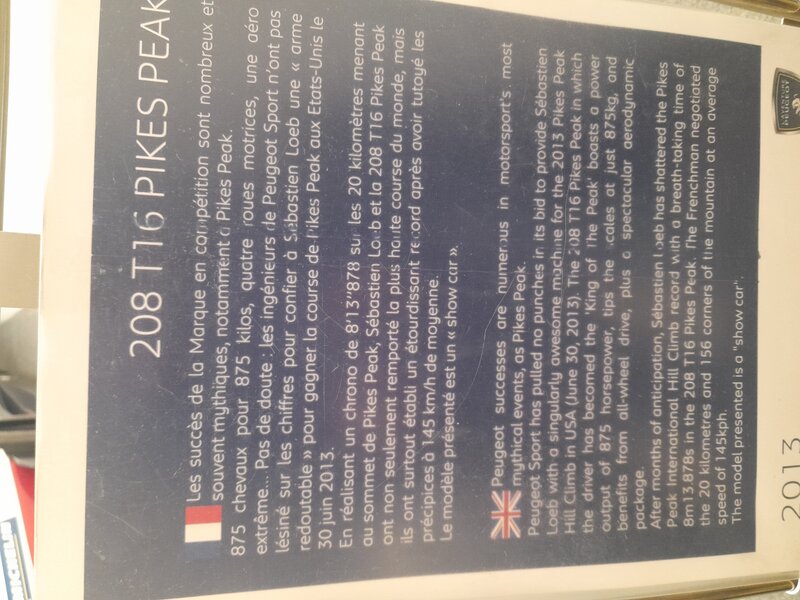 208 T16 PIKES PEAK
Les succès de la Marque en compétition sont nombreux et
souvent mythiques, notamment à Pikes Peak.
875 chevaux pour 875 kilos, quatre roues motrices, une aéro
extrême... Pas de doute : les ingénieurs de Peugeot Sport n'ont pas
lésiné sur les chiffres pour confier à Sébastien Loeb une « arme
redoutable » pour gagner la course de Pikes Peak aux Etats-Unis le
30 juin 2013.
En réalisant un chrono de 8'13"878 sur les 20 kilomètres menant
au sommet de Pikes Peak, Sébastien Loeb et la 208 T16 Pikes Peak
ont non seulement remporté la plus haute course du monde, mais
ils ont surtout établi un étourdissant record après avoir tutoyé les
précipices à 145 km/h de moyenne.
Le modèle présenté est un « show car ».
Peugeot successes are numerous in motorsport's most
mythical events, as Pikes Peak.
Peugeot Sport has pulled no punches in its bid to provide Sébastien
Loeb with a singularly awesome machine for the 2013 Pikes Peak
Hill Climb in USA (June 30, 2013). The 208 T16 Pikes Peak in which
the driver has become the 'King of The Peak' boasts a power
output of 875 horsepower, tips the scales at just 875kg, and
benefits from all-wheel drive, plus a spectacular aerodynamic
package.
After months of anticipation, Sébastien Loeb has shattered the Pikes
Peak International Hill Climb record with a breath-taking time of
8m13.878s in the 208 T16 Pikes Peak. The Frenchman negotiated
the 20 kilometres and 156 corners of the mountain at an average
speed of 145kph.
The model presented is a "show car".
2013
PEUGEOT